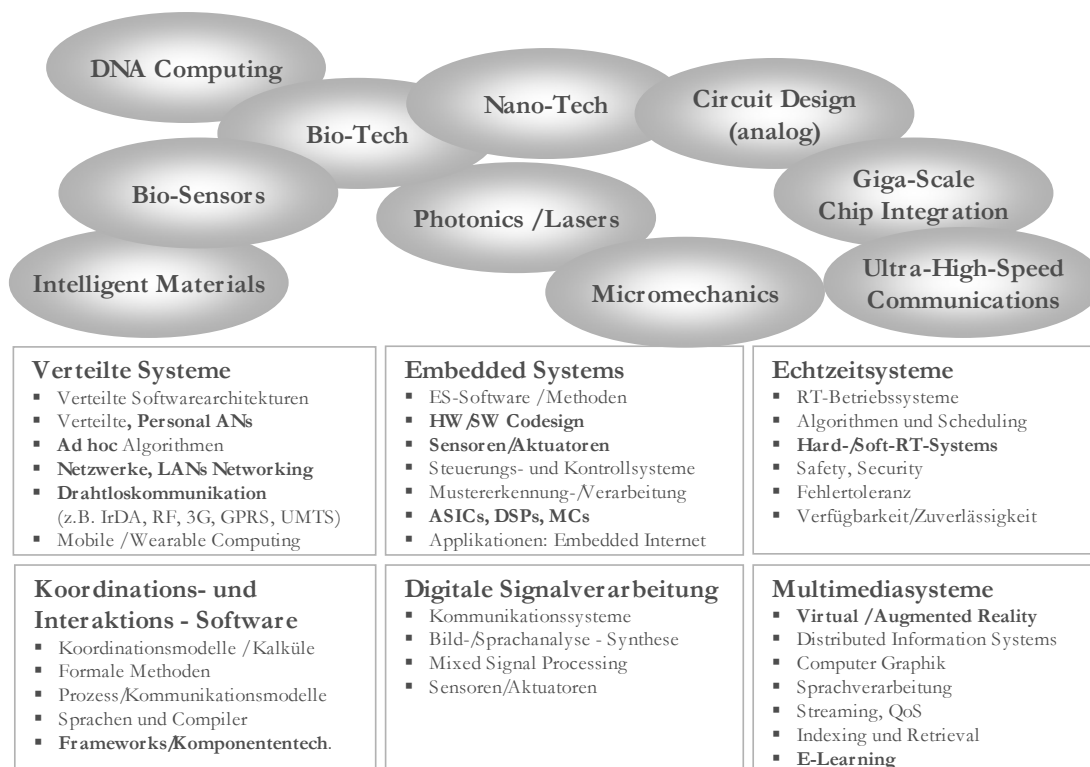 DNA Computing
Nano-Tech
Circuit Design
(analog)
Bio-Tech
Bio-Sensors
Giga-Scale
Chip Integration
Photonics /Lasers
Intelligent Materials
Micromechanics
Ultra-High-Speed
Communications
Verteilte Systeme
▪ Verteilte Softwarearchitekturen
▪ Verteilte, Personal ANs
▪ Ad hoc Algorithmen
▪ Netzwerke, LANs Networking
▪ Drahtloskommunikation
(z.B. IrDA, RF, 3G, GPRS, UMTS)
▪ Mobile /Wearable Computing
Embedded Systems
▪ ES-Software /Methoden
▪ HW/SW Codesign
▪ Sensoren/Aktuatoren
▪ Steuerungs- und Kontrollsysteme
▪ Mustererkennung-/Verarbeitung
▪ ASICs, DSPs, MCs
▪ Applikationen: Embedded Internet
Echtzeitsysteme
▪ RT-Betriebssysteme
▪ Algorithmen und Scheduling
▪ Hard-/Soft-RT-Systems
▪ Safety, Security
▪ Fehlertoleranz
▪ Verfügbarkeit/Zuverlässigkeit
Koordinations- und
Interaktions - Software
▪ Koordinationsmodelle /Kalküle
▪ Formale Methoden
▪ Prozess/Kommunikationsmodelle
▪ Sprachen und Compiler
▪ Frameworks/Komponententech.
Digitale Signalverarbeitung
▪ Kommunikationssysteme
▪ Bild-/Sprachanalyse - Synthese
▪ Mixed Signal Processing
▪ Sensoren/Aktuatoren
Multimediasysteme
▪ Virtual /Augmented Reality
▪ Distributed Information Systems
▪ Computer Graphik
▪ Sprachverarbeitung
▪ Streaming, QoS
▪ Indexing und Retrieval
▪ E-Learning